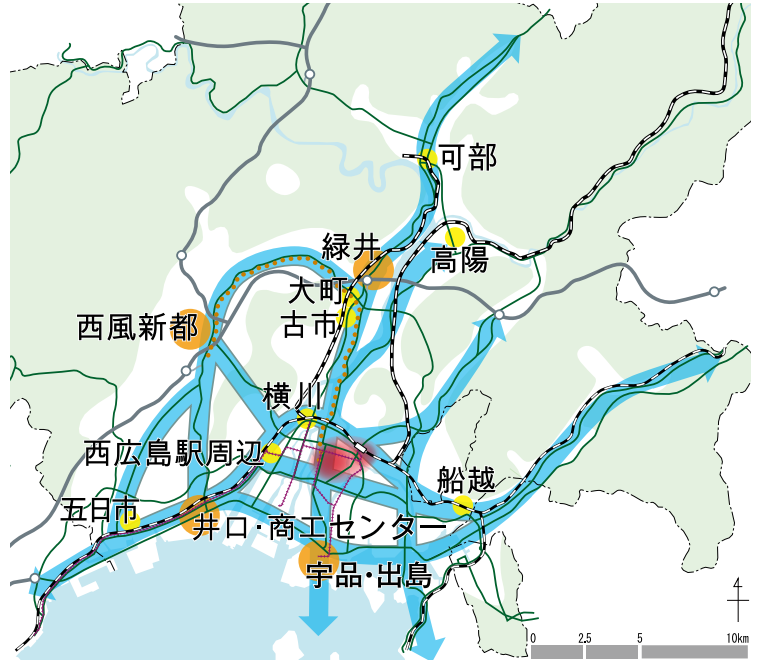 可部
緑井
高陽
大町
古市
西風新都
横川
西広島駅周辺
船越
五日市
井口・商工センター
宇品・出島
4
0 2.5 5 10km